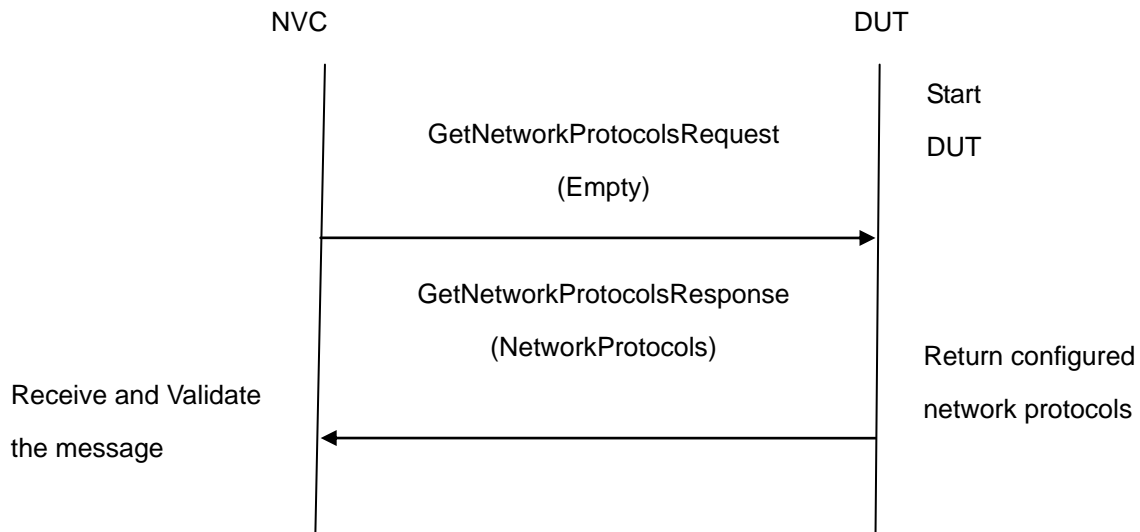 NVC
DUT
Start
DUT
GetNetworkProtocolsRequest
(Empty)
GetNetworkProtocolsResponse
(NetworkProtocols)
Return configured
network protocols
Receive and Validate
the message